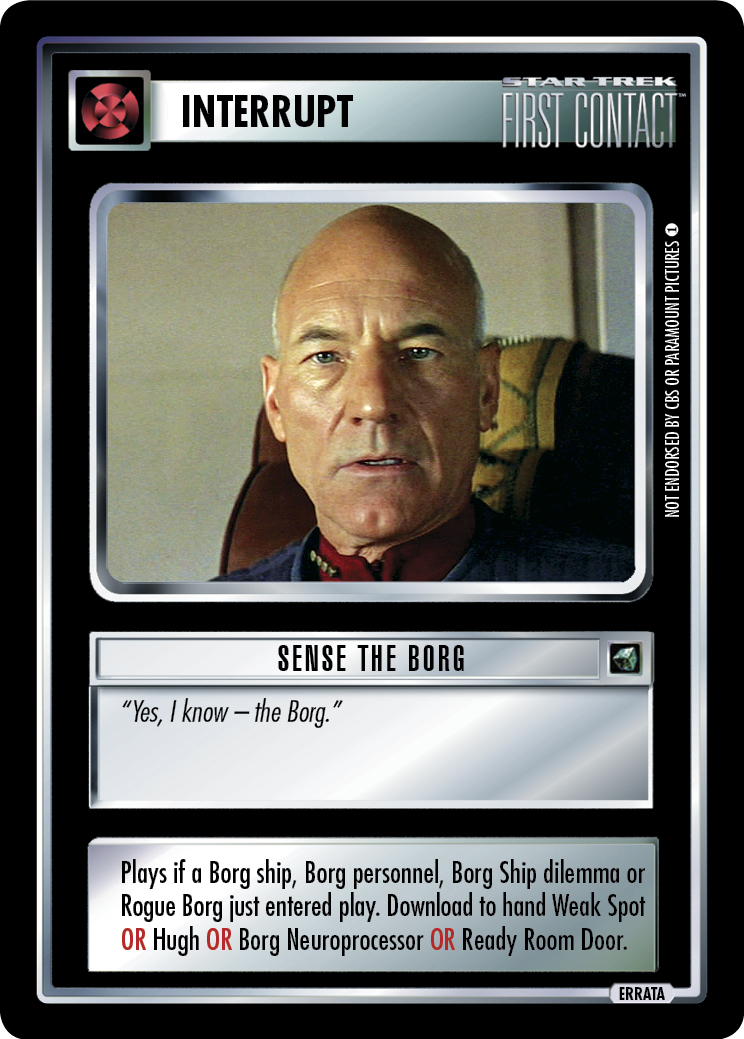 INTERRUPT
STAR TREK
FIRST CONTACT™
NOT ENDORSED BY CBS OR PARAMOUNT PICTURES 1
SENSE THE BORG
“Yes, I know – the Borg.”
Plays if a Borg ship, Borg personnel, Borg Ship dilemma or
Rogue Borg just entered play. Download to hand Weak Spot
OR Hugh OR Borg Neuroprocessor OR Ready Room Door.
ERRATA